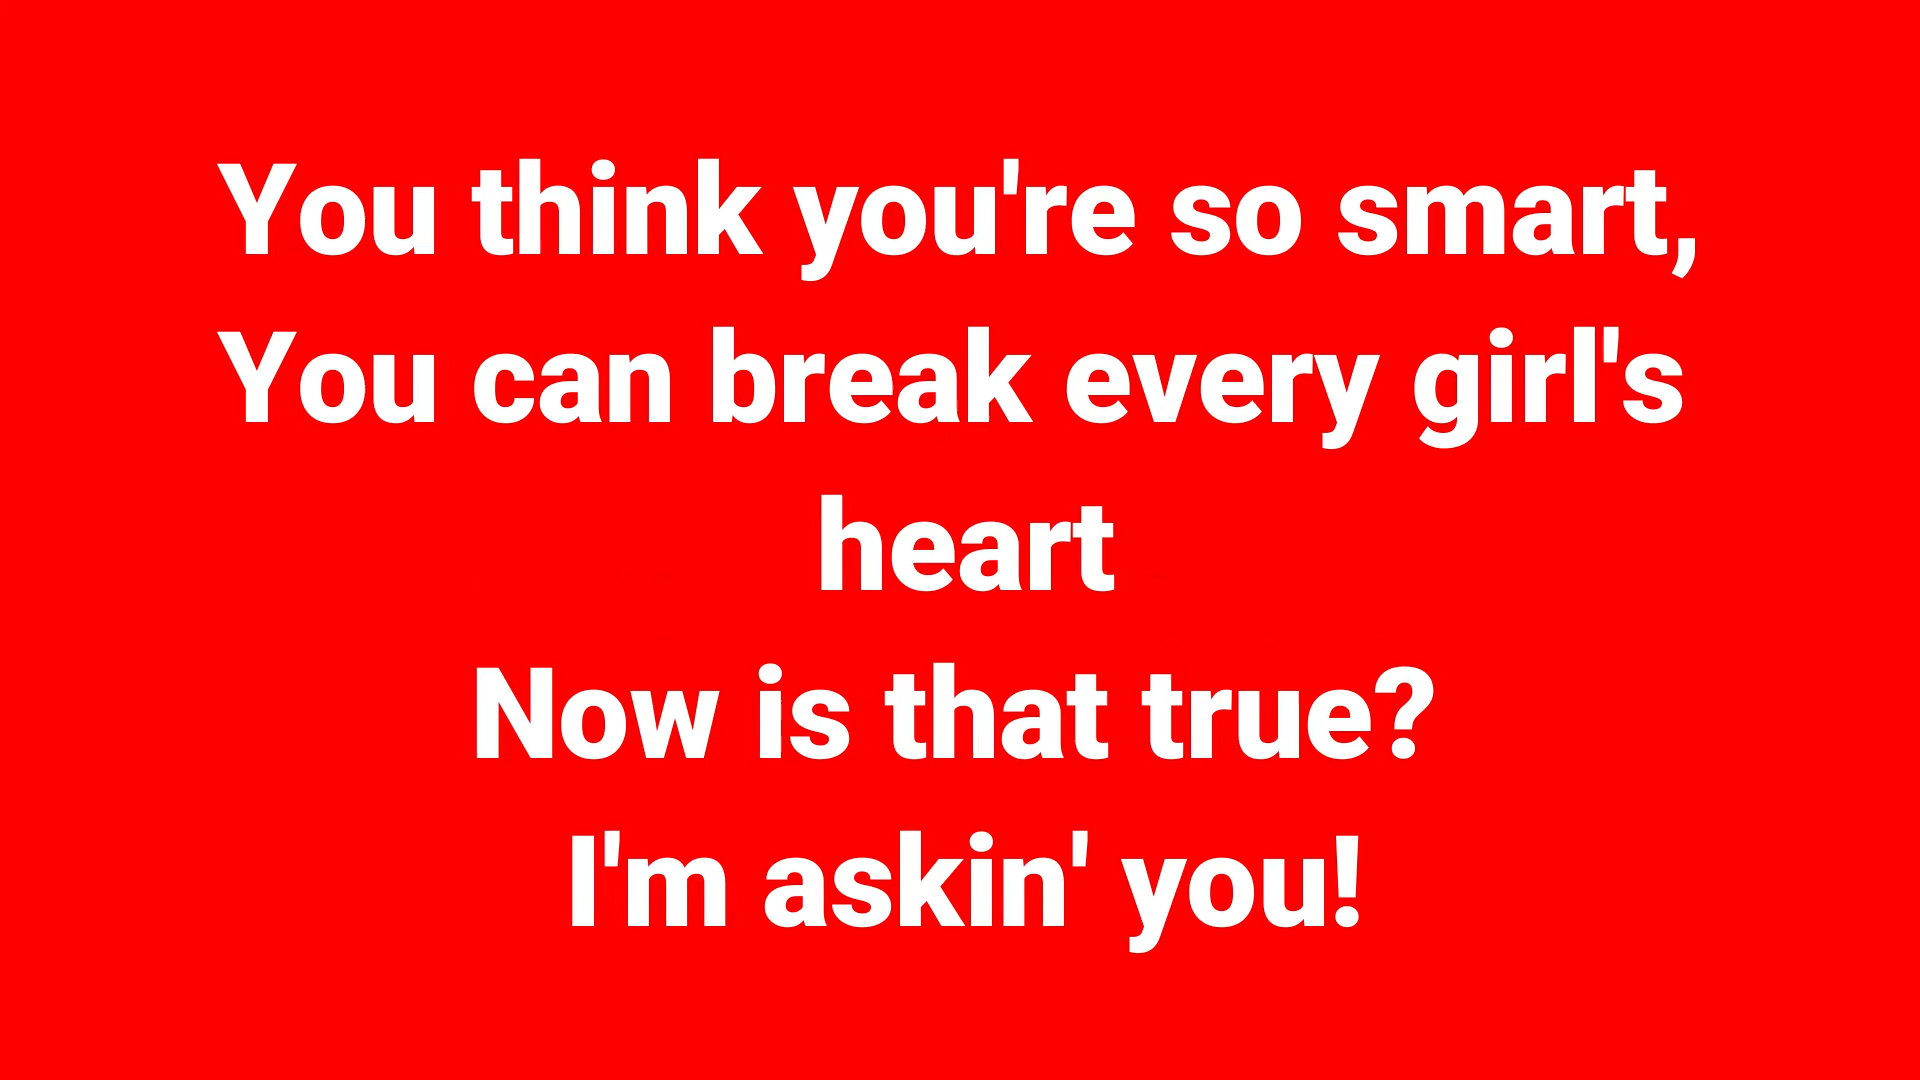 You think you're so smart,
You can break every girl's
heart
Now is that true?
I'm askin' you!